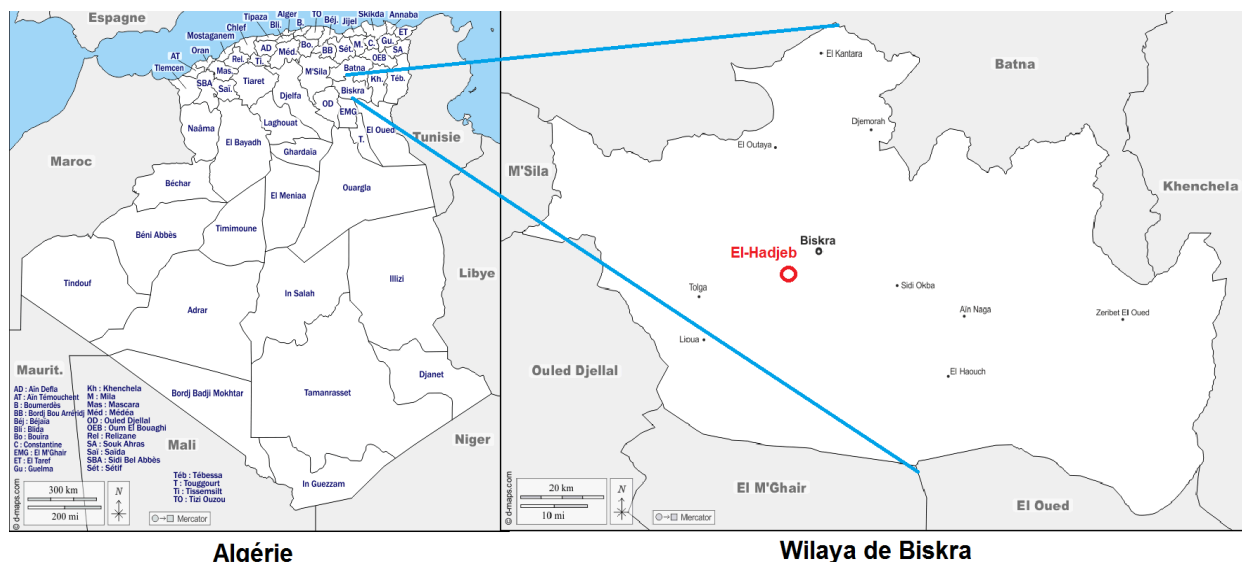 Espagne
Tipaza
Alger
TO
Skikda
Annaba
Chlef
Bli.
B.
Béj.
Jijel
Mostaganem
ET
Oran
AD
Méd.
Bo.
BB
Sét.
M.
C.
Gu.
SA
AT
Rel.
Ti.
OEB
Tlemcen
Mas.
M'Sila
Batna
SBA
Saï.
Tiaret
Kh.
Téb.
Djelfa
Biskra
OD
EMG
Naâma
Laghouat
El Oued
Tunisie
El Bayadh
T.
Ghardaïa
Maroc
Béchar
El Meniaa
Ouargla
Béni Abbès
Timimoune
Libye
Tindouf
Illizi
In Salah
Adrar
Maurit.
Djanet
Bordj Badji Mokhtar
Tamanrasset
Mali
Niger
In Guezzam
AD : Aïn Defla
AT : Aïn Témouchent
B : Boumerdès
BB : Bordj Bou Arréridj
Béj : Béjaïa
Bli : Blida
Bo : Bouira
C : Constantine
EMG : El M'Ghair
ET : El Taref
Gu : Guelma
Kh : Khenchela
M : Mila
Mas : Mascara
Méd : Médéa
OD : Ouled Djellal
OEB : Oum El Bouaghi
Rel : Relizane
SA : Souk Ahras
Saï : Saïda
SBA : Sidi Bel Abbès
Sét : Sétif
Téb : Tébessa
T : Touggourt
Ti : Tissemsilt
TO : Tizi Ouzou
© d-maps.com
300 km
200 mi
N
Mercator
Algérie
El Kantara
Batna
Djemorah
El Outaya
M'Sila
Khenchela
Biskra
El-Hadjeb
Tolga
Sidi Okba
Aïn Naga
Zeribet El Oued
Lioua
Ouled Djellal
El Haouch
El M'Ghair
El Oued
© d-maps.com
20 km
10 mi
N
Mercator
Wilaya de Biskra